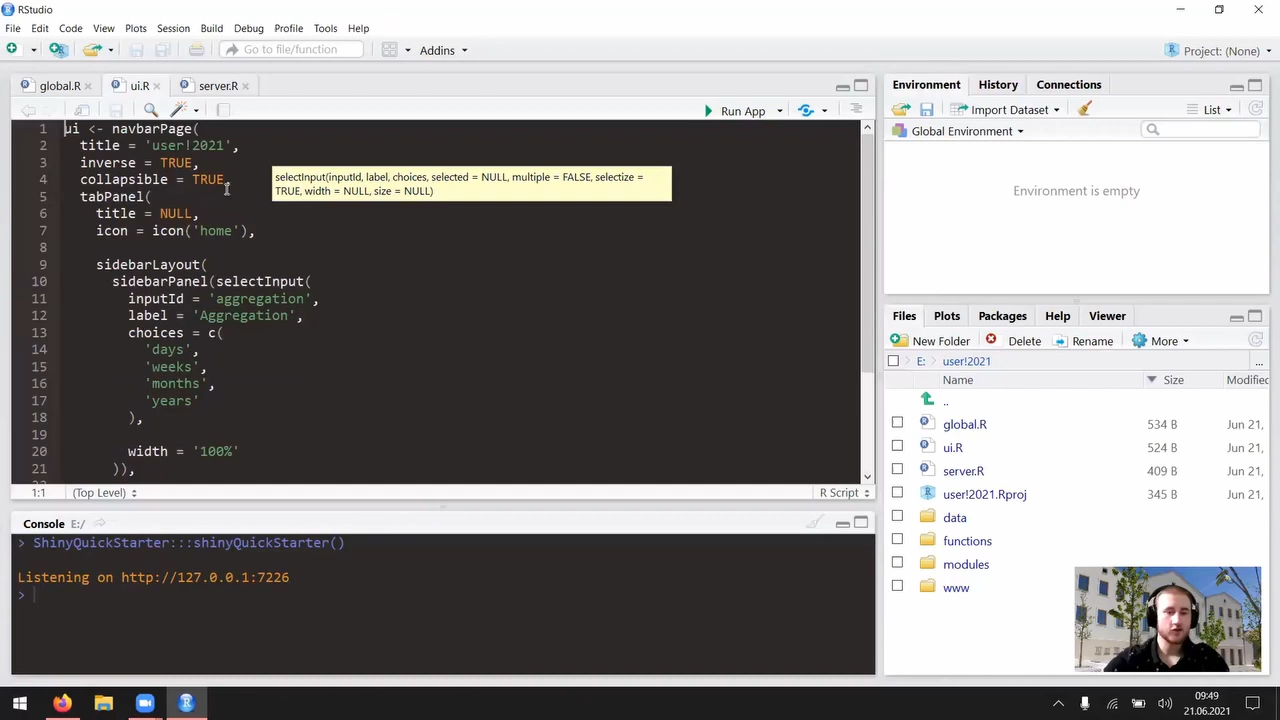 RStudio
File Edit Code View Plots Session Build Debug Profile Tools Help
Go to file/function Addins Project: (None)
global.R ui.R server.R
Run App
1 ui <- navbarPage(
2 title = 'user!2021',
3 inverse = TRUE,
4 collapsible = TRUE,
5 tabPanel(
6 title = NULL,
7 icon = icon('home'),
8
9 sidebarLayout(
10 sidebarPanel(selectInput(
11 inputId = 'aggregation',
12 label = 'Aggregation',
13 choices = c(
14 'days',
15 'weeks',
16 'months',
17 'years'
18 ),
19
20 width = '100%'
21 )),
selectInput(inputId, label, choices, selected = NULL, multiple = FALSE, selectize =
TRUE, width = NULL, size = NULL)
1:1 (Top Level) R Script
Console E:/
> ShinyQuickStarter:::shinyQuickStarter()
Listening on http://127.0.0.1:7226
>
Environment History Connections
Import Dataset List
Global Environment
Environment is empty
Files Plots Packages Help Viewer
New Folder Delete Rename More
E: user!2021 ...
Name Size Modified
..
global.R 534 B Jun 21,
ui.R 524 B Jun 21,
server.R 409 B Jun 21,
user!2021.Rproj 345 B Jun 21,
data
functions
modules
www
09:49
21.06.2021